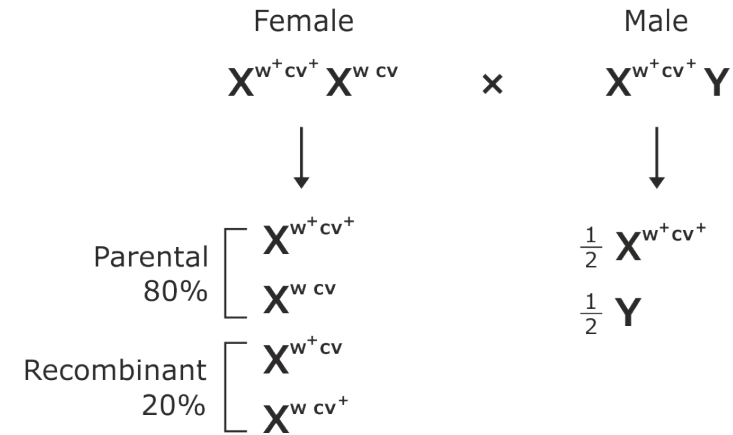 Female Male
X^w⁺cv⁺ X^w cv × X^w⁺cv⁺ Y
Parental
80%
X^w⁺cv⁺
X^w cv
Recombinant
20%
X^w⁺cv
X^w cv⁺
1/2 X^w⁺cv⁺
1/2 Y